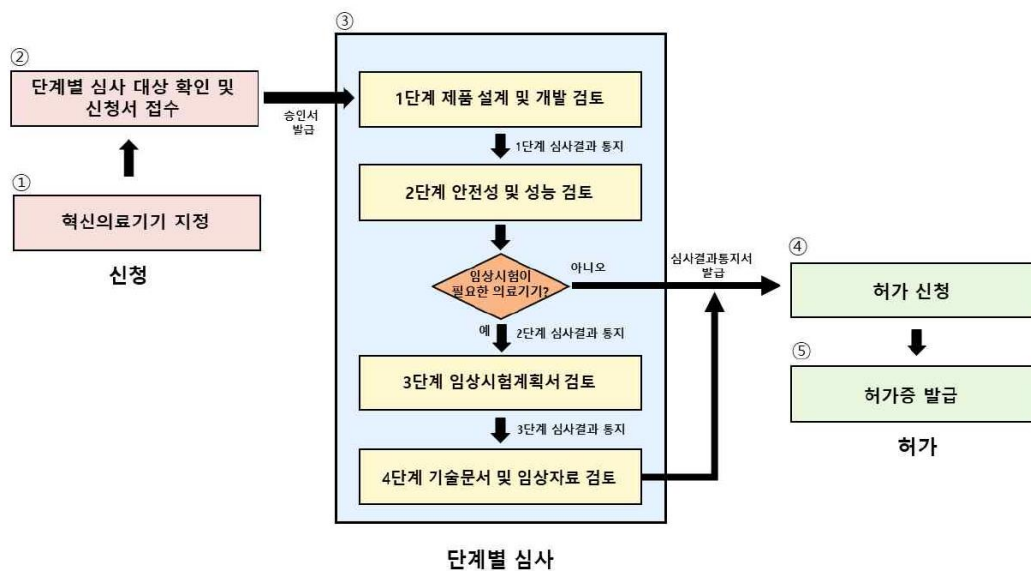 ①
혁신의료기기 지정
신청
②
단계별 심사 대상 확인 및
신청서 접수
승인서
발급
③
1단계 제품 설계 및 개발 검토
1단계 심사결과 통지
2단계 안전성 및 성능 검토
임상시험이
필요한 의료기기?
아니오
예
2단계 심사결과 통지
3단계 임상시험계획서 검토
3단계 심사결과 통지
4단계 기술문서 및 임상자료 검토
단계별 심사
심사결과통지서
발급
④
허가 신청
⑤
허가증 발급
허가